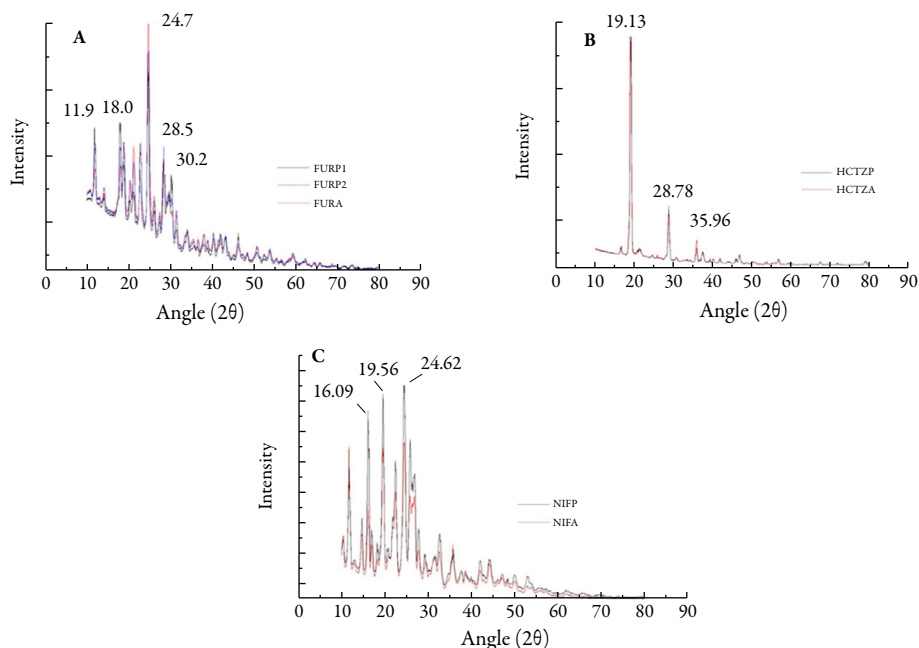 A
24.7
11.9
18.0
28.5
30.2
Intensity
FURP1
FURP2
FURA
0 10 20 30 40 50 60 70 80 90
Angle (2θ)
B
19.13
28.78
35.96
Intensity
HCTZP
HCTZA
0 10 20 30 40 50 60 70 80 90
Angle (2θ)
C
16.09
19.56
24.62
Intensity
NIFP
NIFA
0 10 20 30 40 50 60 70 80 90
Angle (2θ)